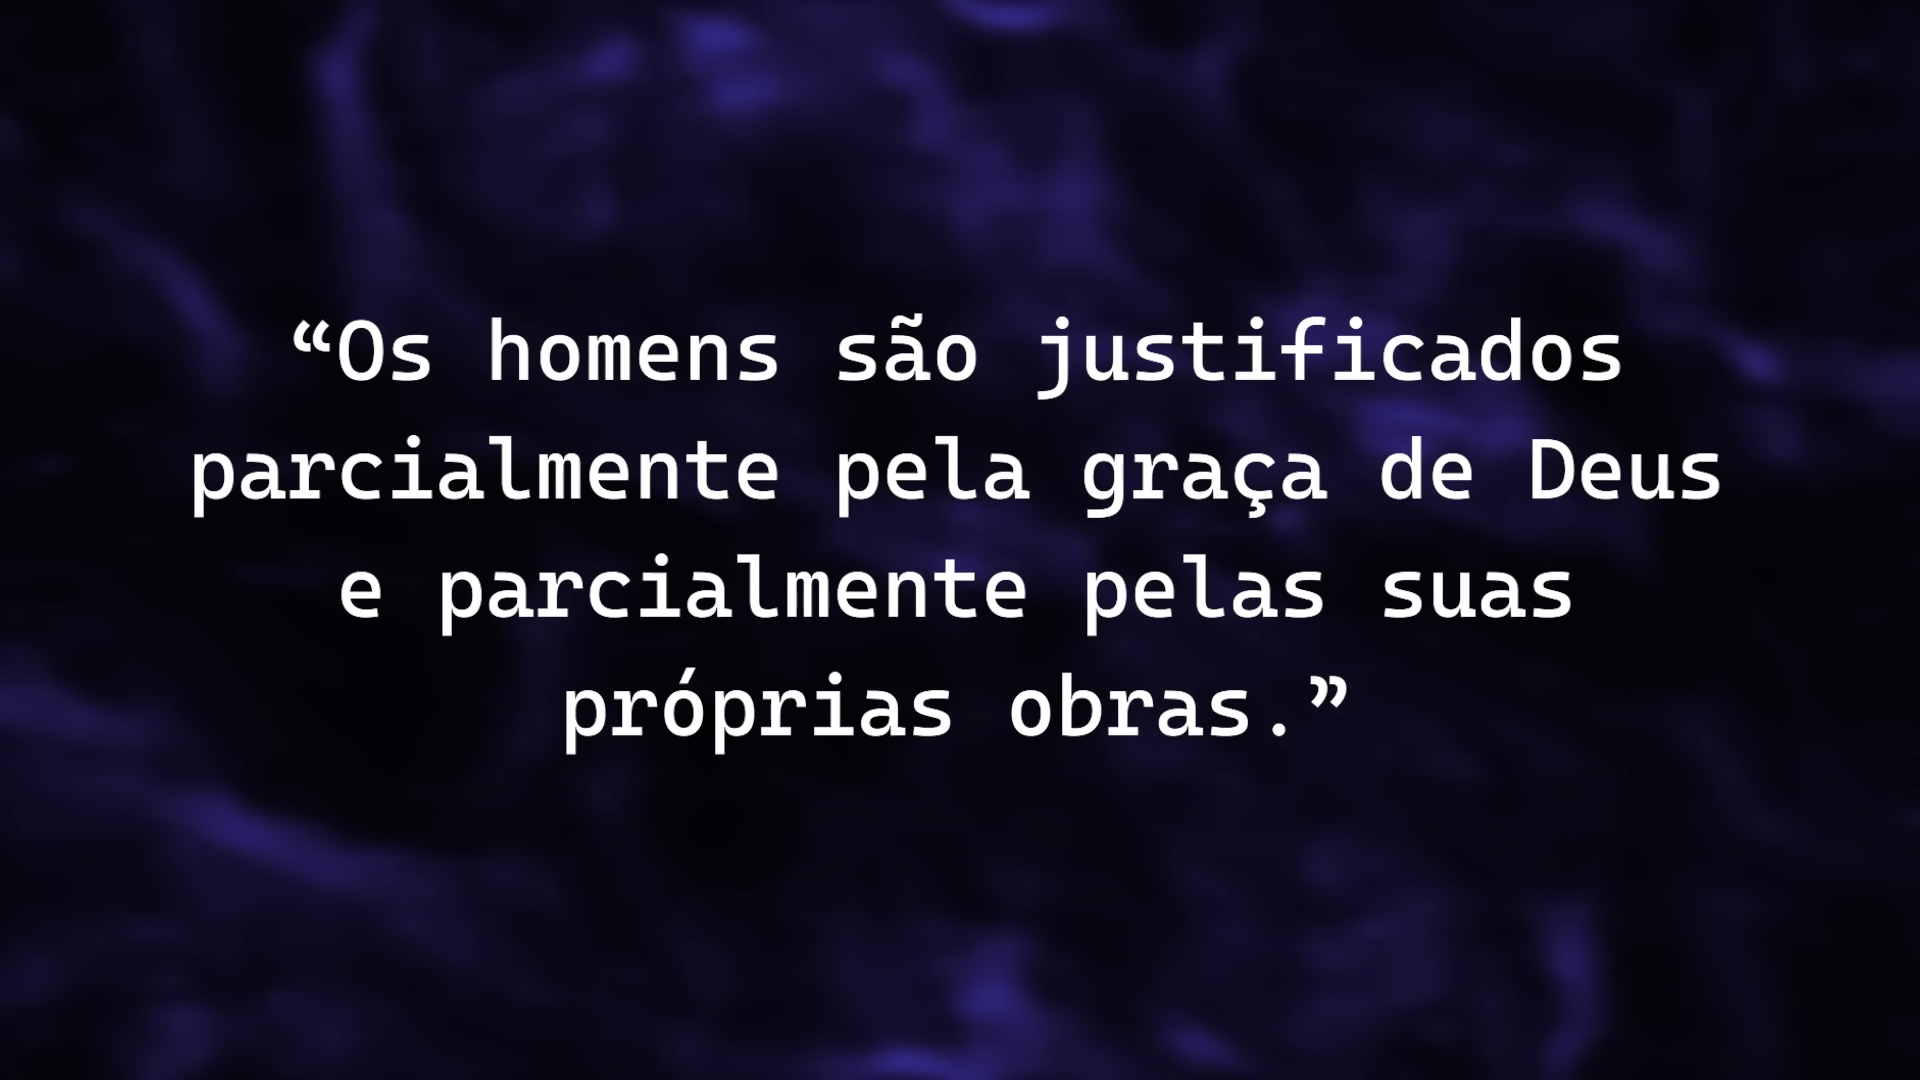 “Os homens são justificados
parcialmente pela graça de Deus
e parcialmente pelas suas
próprias obras.”